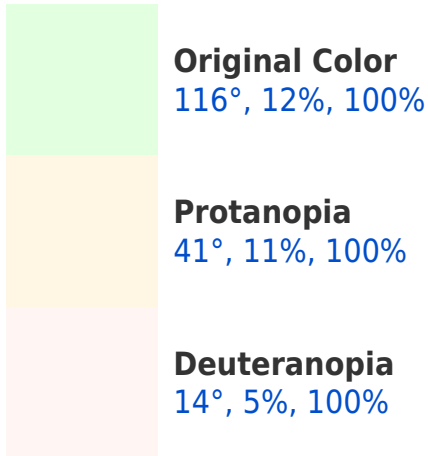 Original Color
116°, 12%, 100%
Protanopia
41°, 11%, 100%
Deuteranopia
14°, 5%, 100%